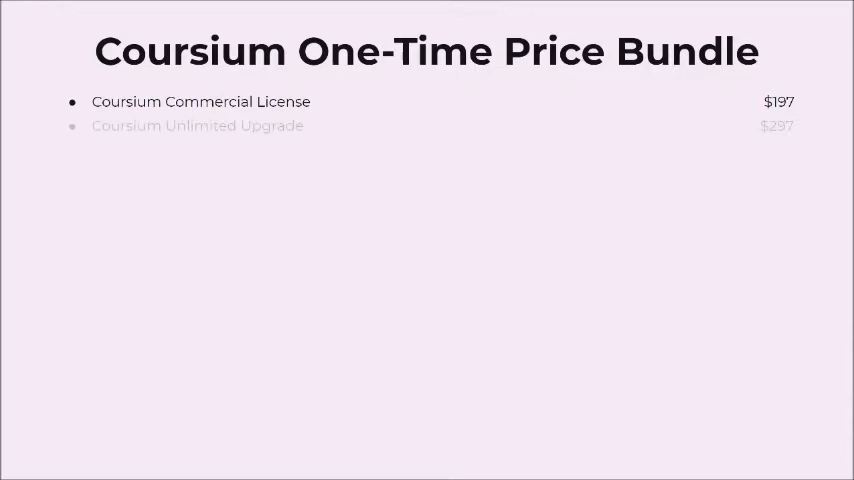 Coursium One-Time Price Bundle
● Coursium Commercial License $197
● Coursium Unlimited Upgrade $297